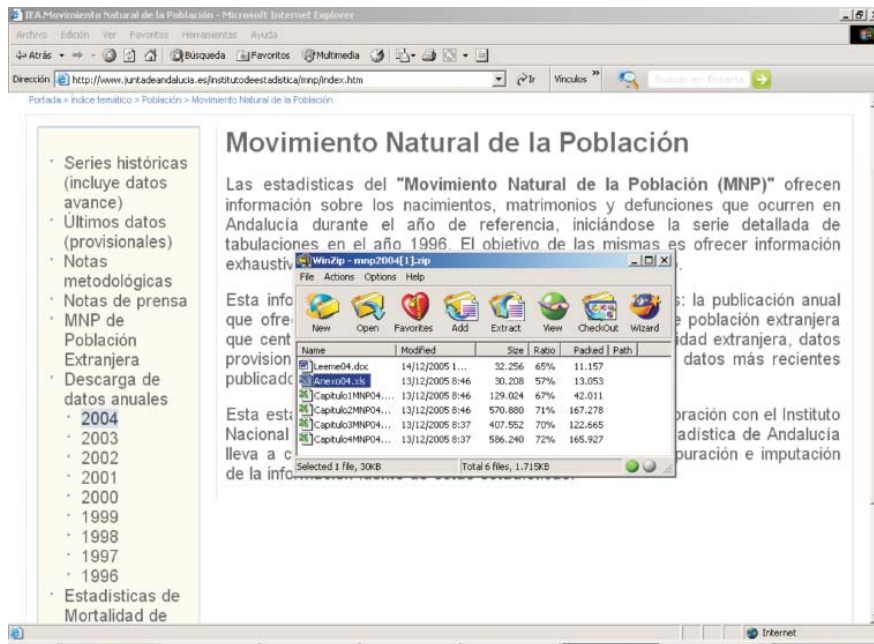 IEA.Movimiento Natural de la Población - Microsoft Internet Explorer
Archivo Edición Ver Favoritos Herramientas Ayuda
Atrás Búsqueda Favoritos Multimedia
Dirección http://www.juntadeandalucia.es/institutodeestadistica/mnp/index.htm Ir Vínculos » Buscar en Encarta
Portada > Índice temático > Población > Movimiento Natural de la Población
· Series históricas
(incluye datos
avance)
· Últimos datos
(provisionales)
· Notas
metodológicas
· Notas de prensa
· MNP de
Población
Extranjera
· Descarga de
datos anuales
· 2004
· 2003
· 2002
· 2001
· 2000
· 1999
· 1998
· 1997
· 1996
· Estadísticas de
Mortalidad de
Movimiento Natural de la Población
Las estadísticas del "Movimiento Natural de la Población (MNP)" ofrecen
información sobre los nacimientos, matrimonios y defunciones que ocurren en
Andalucía durante el año de referencia, iniciándose la serie detallada de
tabulaciones en el año 1996. El objetivo de las mismas es ofrecer información
exhaustiv
Esta info s: la publicación anual
que ofre e población extranjera
que cent idad extranjera, datos
provision datos más recientes
publicado
Esta esta oración con el Instituto
Nacional adística de Andalucía
lleva a c puración e imputación
de la info
WinZip - mnp2004[1].zip
File Actions Options Help
New Open Favorites Add Extract View CheckOut Wizard
Name Modified Size Ratio Packed Path
Leeme04.doc 14/12/2005 1... 32.256 65% 11.157
Anexo04.xls 13/12/2005 8:46 30.208 57% 13.053
Capitulo1MNP04.... 13/12/2005 8:46 129.024 67% 42.011
Capitulo2MNP04... 13/12/2005 8:46 570.880 71% 167.278
Capitulo3MNP04... 13/12/2005 8:37 407.552 70% 122.665
Capitulo4MNP04... 13/12/2005 8:37 586.240 72% 165.927
Selected 1 file, 30KB Total 6 files, 1.715KB
Internet